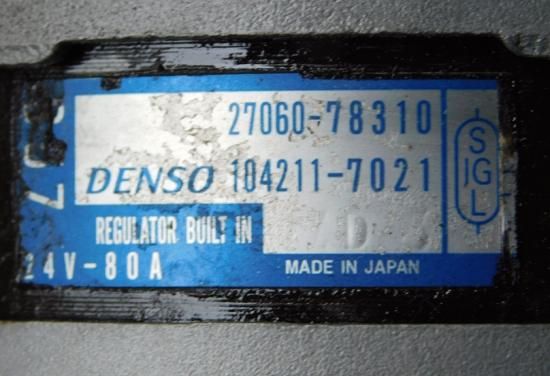 27060-78310
DENSO 104211-7021
REGULATOR BUILT IN
24V-80A
MADE IN JAPAN
S
IG
L